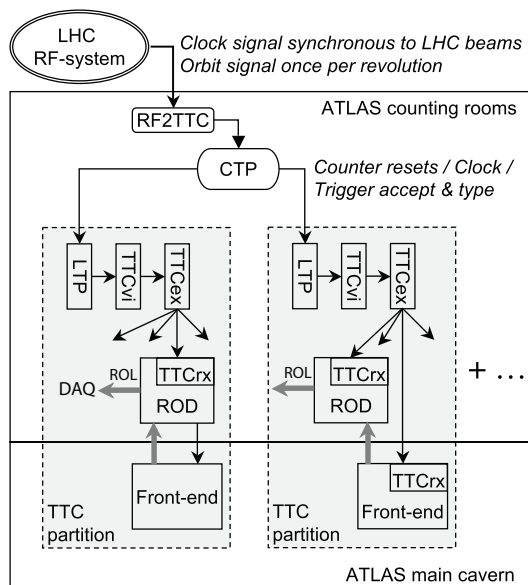 LHC
RF-system
Clock signal synchronous to LHC beams
Orbit signal once per revolution
ATLAS counting rooms
RF2TTC
CTP
Counter resets / Clock /
Trigger accept & type
LTP
TTCvi
TTCex
LTP
TTCvi
TTCex
DAQ
ROL
TTCrx
ROD
ROL
TTCrx
ROD
+ ...
Front-end
TTC
partition
TTCrx
Front-end
TTC
partition
ATLAS main cavern